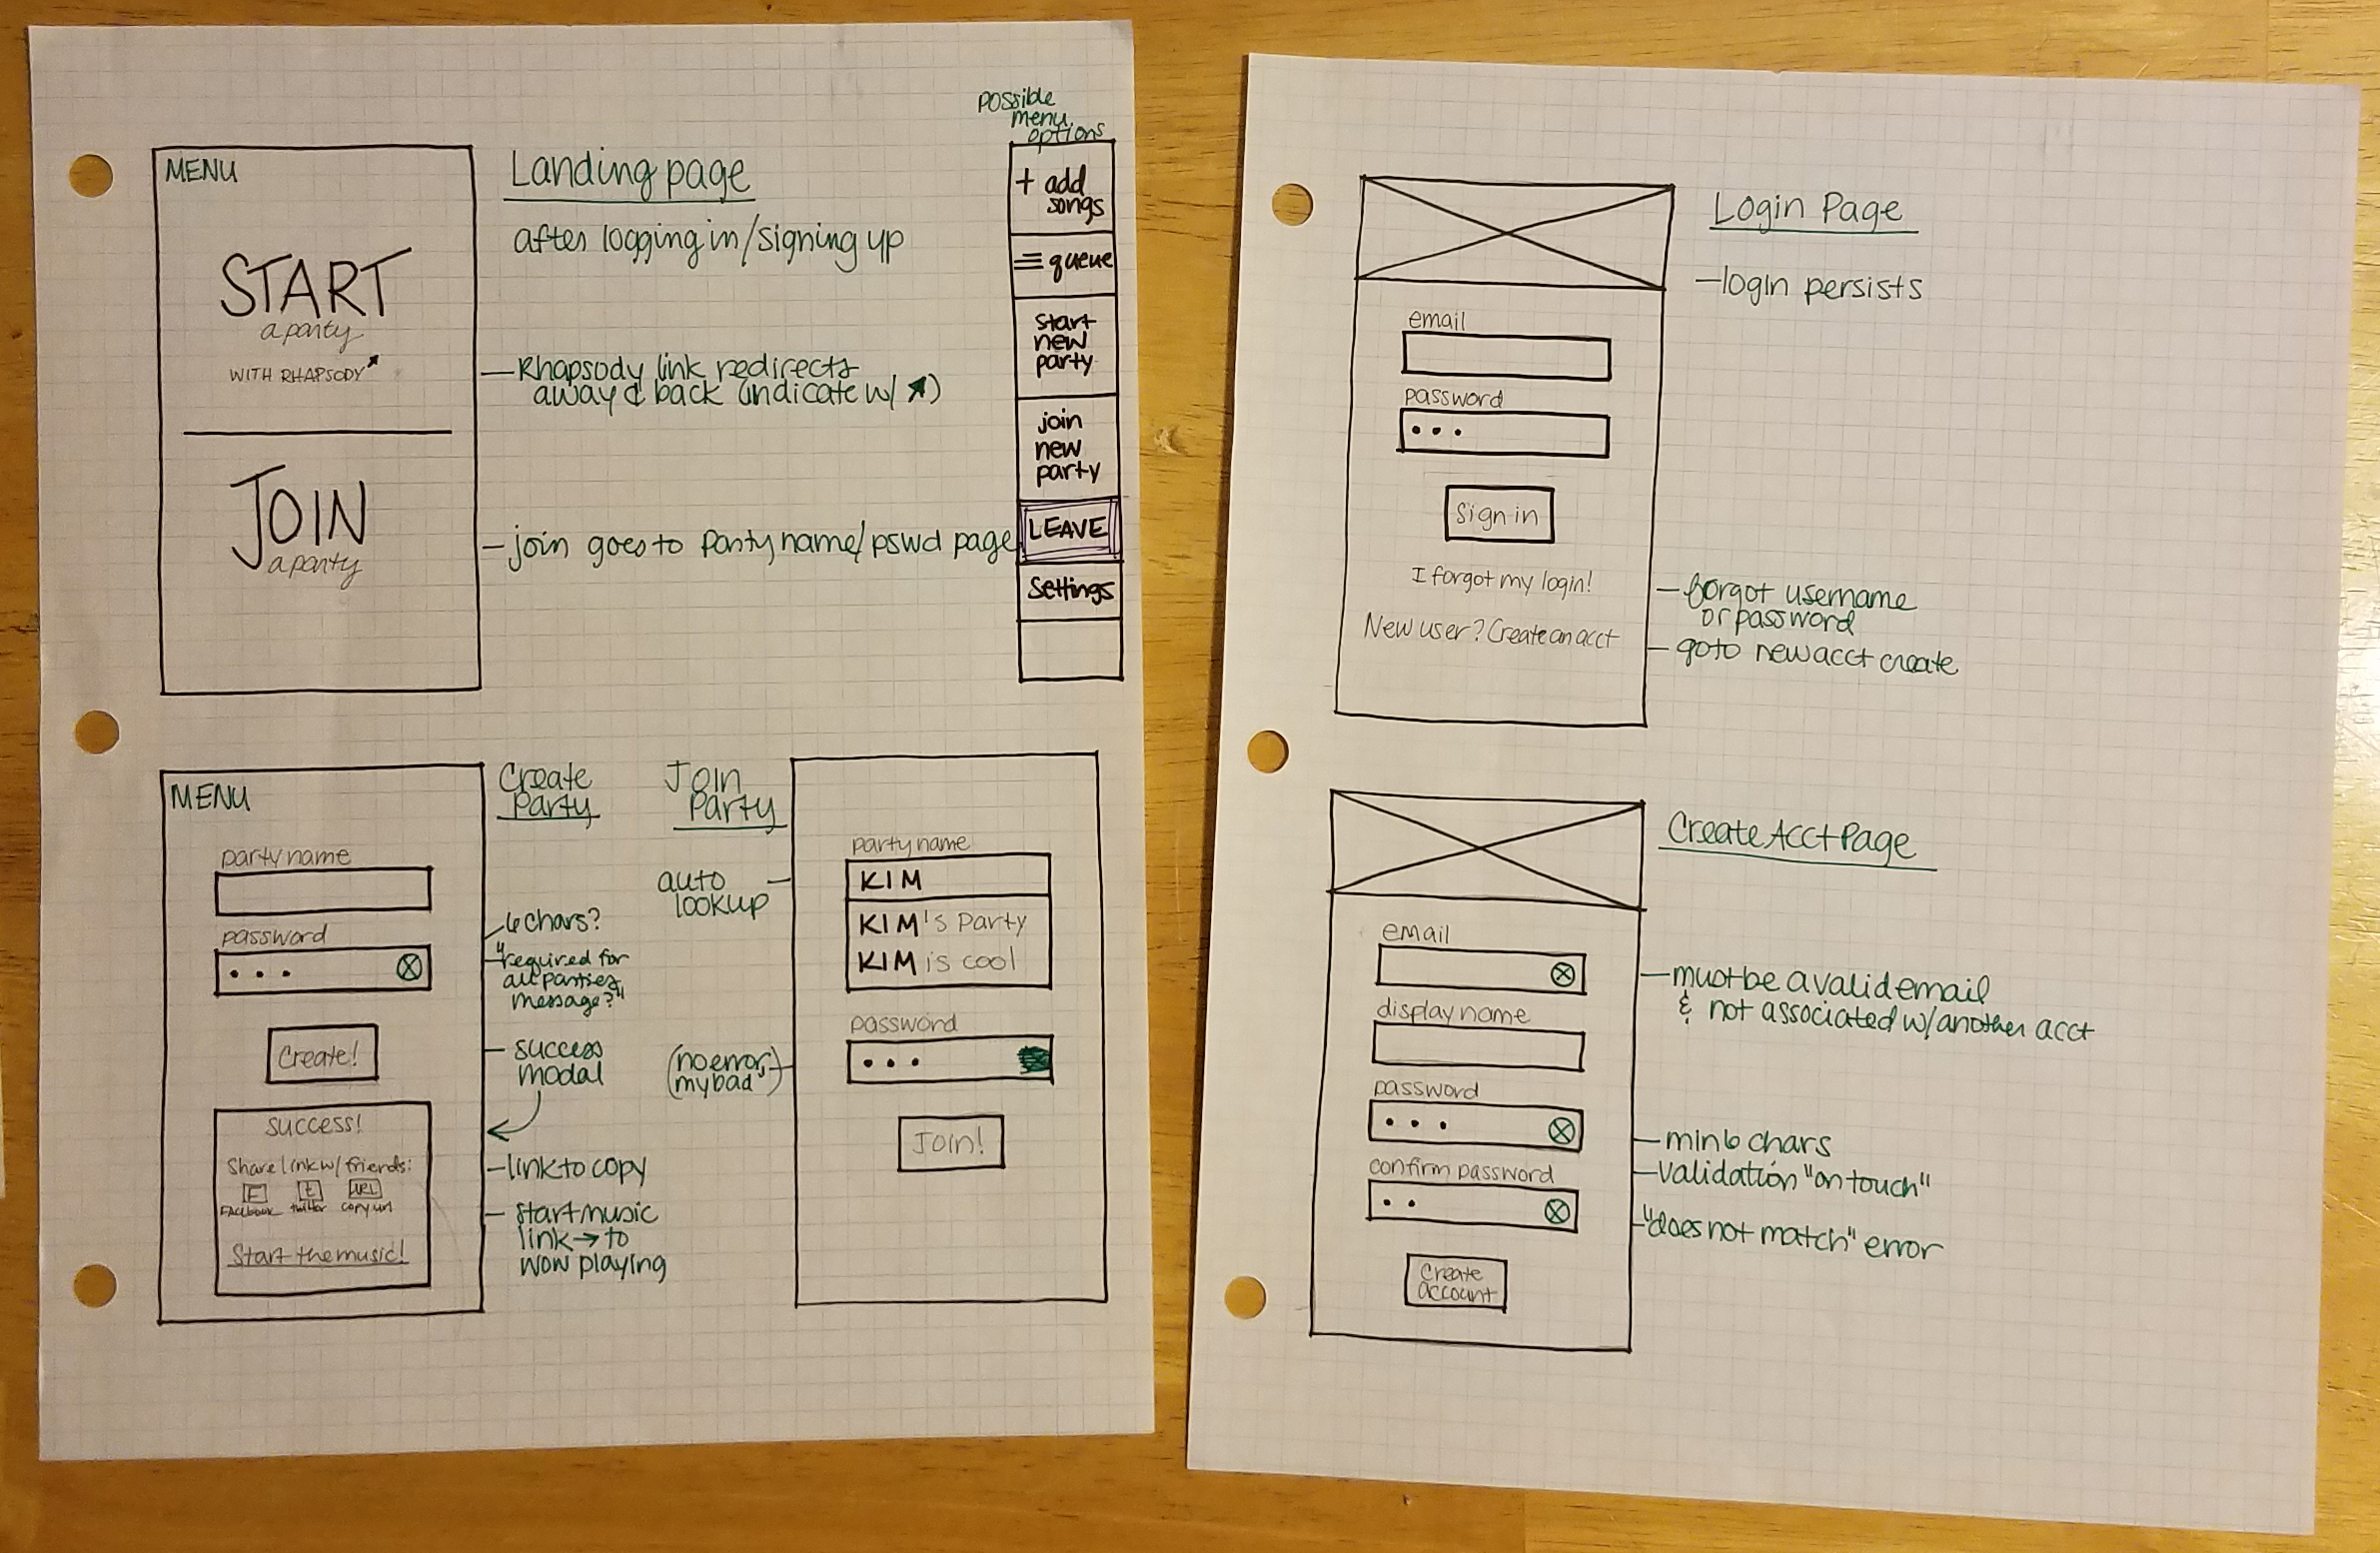 MENU
START
a party
WITH RHAPSODY
JOIN
a party
Landing page
after logging in/signing up
—Rhapsody link redirects
away & back (indicate w/ ↗)
—join goes to party name/pswd page
possible
menu
options
+ add
songs
queue
start
new
party
join
new
party
LEAVE
Settings
MENU
party name
password
Create!
success!
Share link w/ friends:
F t URL
Facebook twitter copy url
Start the music!
Create
Party
6 chars?
"required for
all parties
message?"
— success
modal
—link to copy
— start music
link → to
now playing
Join
Party
auto
lookup
(no error,
my bad)
party name
KIM
KIM's Party
KIM is cool
password
Join!
Login Page
—login persists
email
password
Sign in
I forgot my login!
New user? Create an acct
—forgot username
or password
— goto new acct create
Create Acct Page
email
display name
password
confirm password
Create
account
—must be a valid email
& not associated w/another acct
—min 6 chars
—validation "on touch"
—"does not match" error